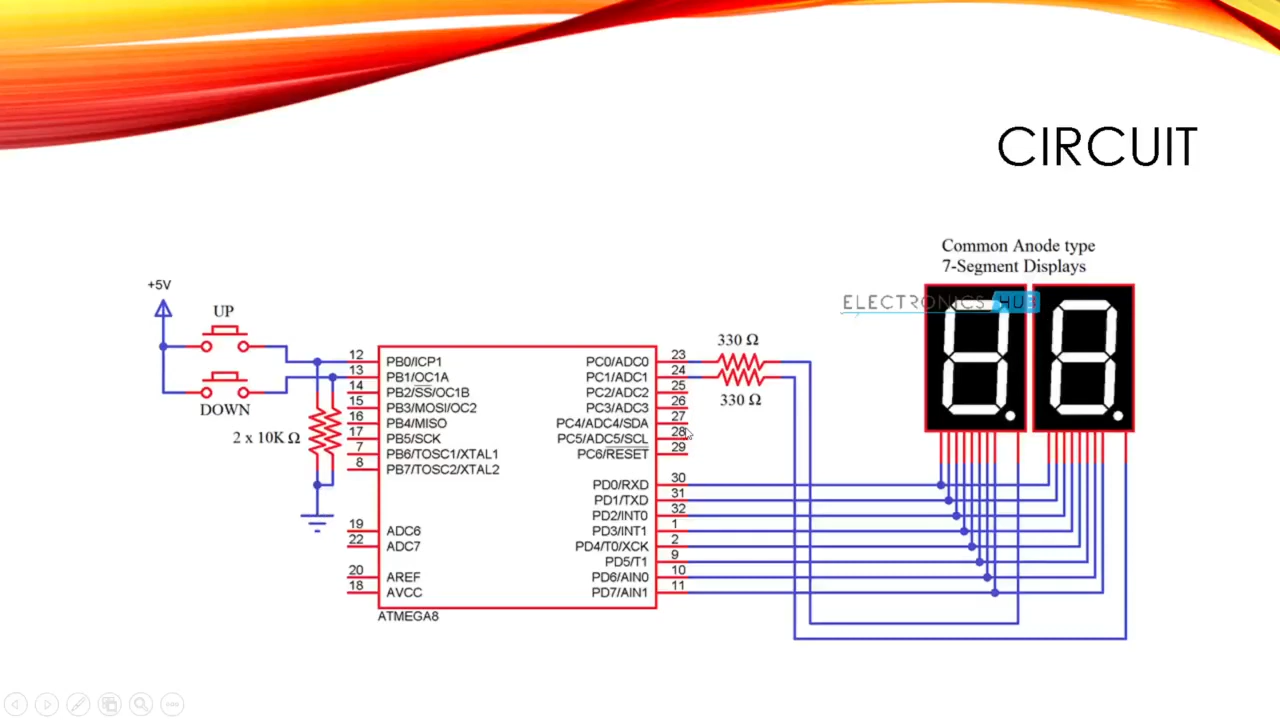 CIRCUIT
Common Anode type
7-Segment Displays
ELECTRONICS HUB
+5V
UP
DOWN
2 x 10K Ω
330 Ω
330 Ω
12 PB0/ICP1
13 PB1/OC1A
14 PB2/SS/OC1B
15 PB3/MOSI/OC2
16 PB4/MISO
17 PB5/SCK
7 PB6/TOSC1/XTAL1
8 PB7/TOSC2/XTAL2
19 ADC6
22 ADC7
20 AREF
18 AVCC
PC0/ADC0 23
PC1/ADC1 24
PC2/ADC2 25
PC3/ADC3 26
PC4/ADC4/SDA 27
PC5/ADC5/SCL 28
PC6/RESET 29
PD0/RXD 30
PD1/TXD 31
PD2/INT0 32
PD3/INT1 1
PD4/T0/XCK 2
PD5/T1 9
PD6/AIN0 10
PD7/AIN1 11
ATMEGA8